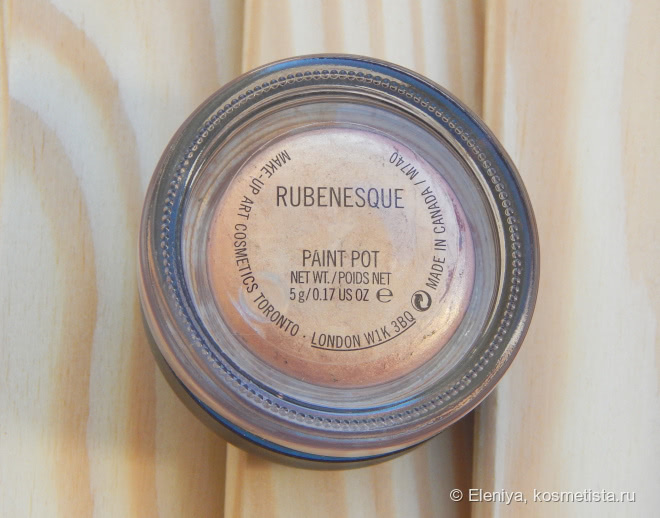 RUBENESQUE
PAINT POT
NET WT./POIDS NET
5 g/0.17 US OZ ℮
MAKE-UP ART COSMETICS TORONTO · LONDON W1K 3BQ
MADE IN CANADA / M740
© Eleniya, kosmetista.ru